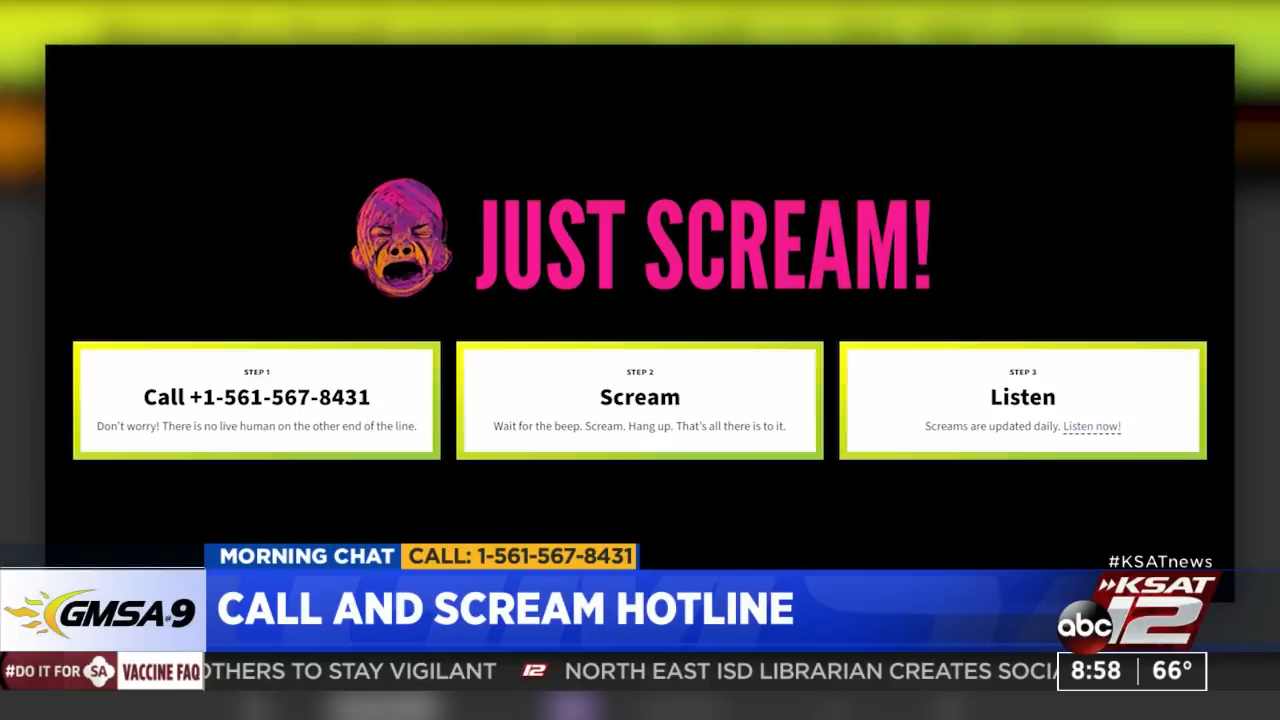 JUST SCREAM!
STEP 1
Call +1-561-567-8431
Don't worry! There is no live human on the other end of the line.
STEP 2
Scream
Wait for the beep. Scream. Hang up. That's all there is to it.
STEP 3
Listen
Screams are updated daily. Listen now!
MORNING CHAT CALL: 1-561-567-8431
#KSATnews
GMSA@9
CALL AND SCREAM HOTLINE
KSAT
abc 12
#DO IT FOR SA VACCINE FAQ
OTHERS TO STAY VIGILANT 12 NORTH EAST ISD LIBRARIAN CREATES SOCIA
8:58 66°